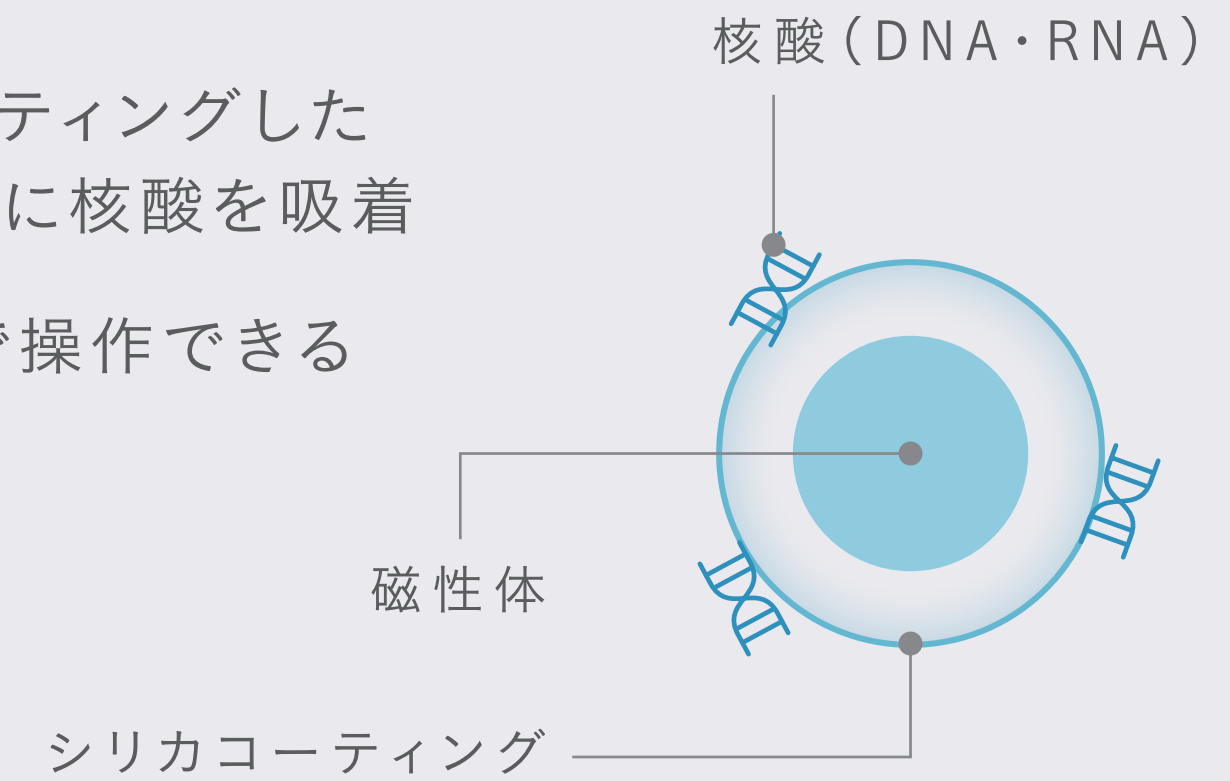 核酸（DNA・RNA）
ティングした
に核酸を吸着
で操作できる
磁性体
シリカコーティング